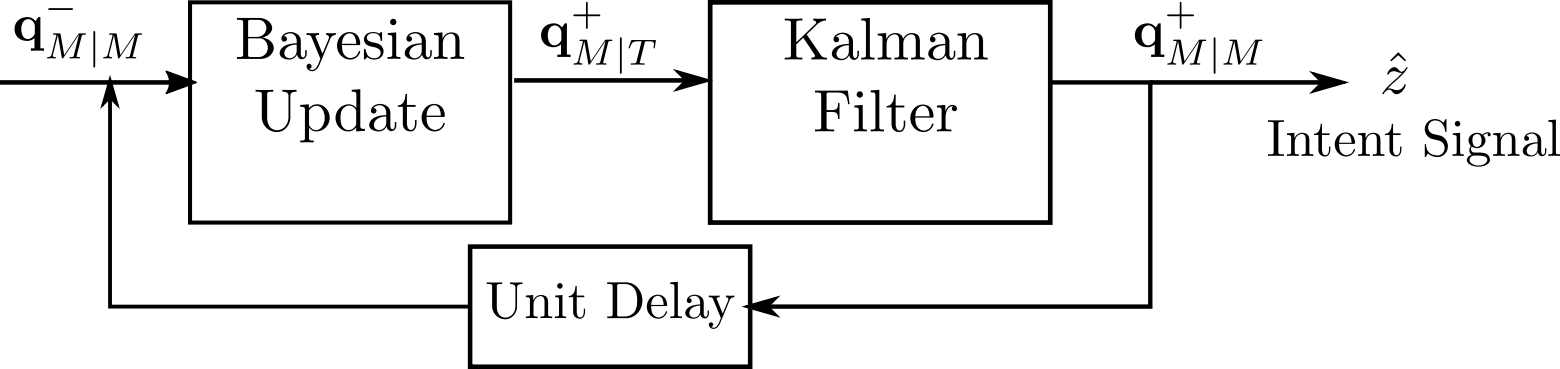 q⁻_{M|M}
Bayesian
Update
q⁺_{M|T}
Kalman
Filter
q⁺_{M|M}
ẑ
Intent Signal
Unit Delay